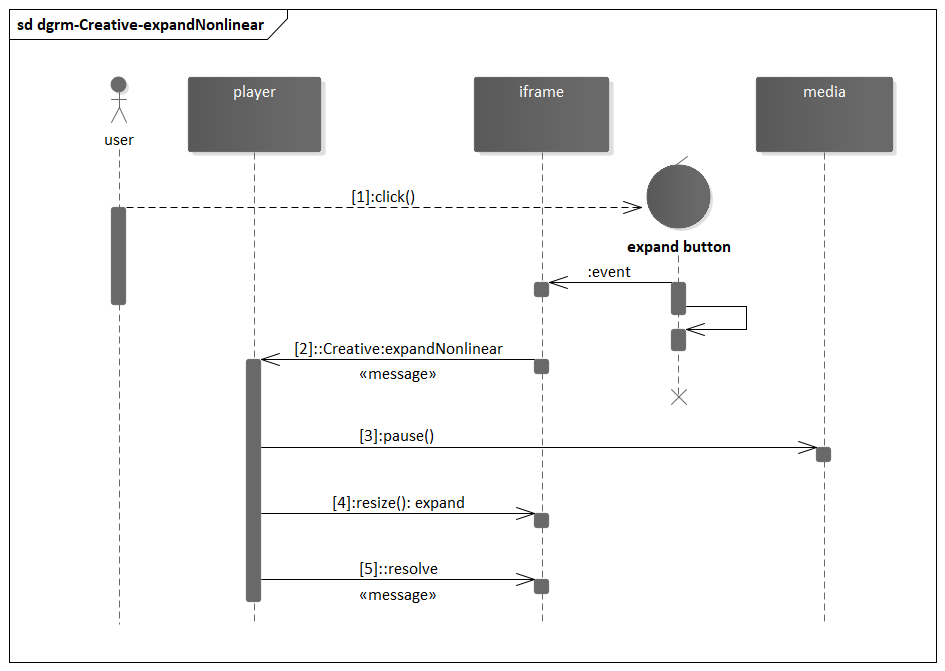 sd dgrm-Creative-expandNonlinear
player
iframe
media
user
[1]:click()
expand button
:event
[2]::Creative:expandNonlinear
«message»
[3]:pause()
[4]:resize(): expand
[5]::resolve
«message»